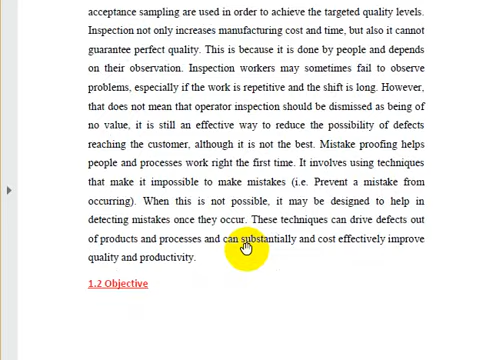 acceptance sampling are used in order to achieve the targeted quality levels.
Inspection not only increases manufacturing cost and time, but also it cannot
guarantee perfect quality. This is because it is done by people and depends
on their observation. Inspection workers may sometimes fail to observe
problems, especially if the work is repetitive and the shift is long. However,
that does not mean that operator inspection should be dismissed as being of
no value, it is still an effective way to reduce the possibility of defects
reaching the customer, although it is not the best. Mistake proofing helps
people and processes work right the first time. It involves using techniques
that make it impossible to make mistakes (i.e. Prevent a mistake from
occurring). When this is not possible, it may be designed to help in
detecting mistakes once they occur. These techniques can drive defects out
of products and processes and can substantially and cost effectively improve
quality and productivity.
1.2 Objective